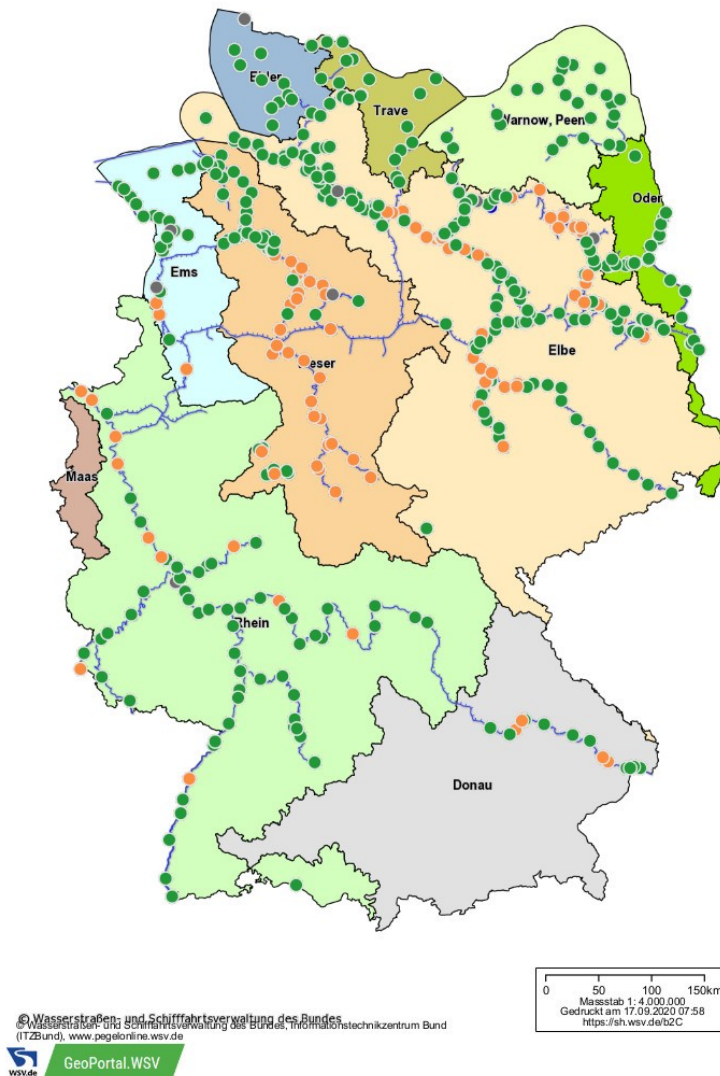 Eider
Trave
Warnow, Peen
Oder
Ems
Weser
Elbe
Maas
Rhein
Donau
0 50 100 150km
Massstab 1: 4.000.000
Gedruckt am 17.09.2020 07:58
https://sh.wsv.de/b2C
© Wasserstraßen- und Schifffahrtsverwaltung des Bundes
© Wasserstraßen- und Schifffahrtsverwaltung des Bundes, Informationstechnikzentrum Bund
(ITZBund), www.pegelonline.wsv.de
WSV.de
GeoPortal.WSV